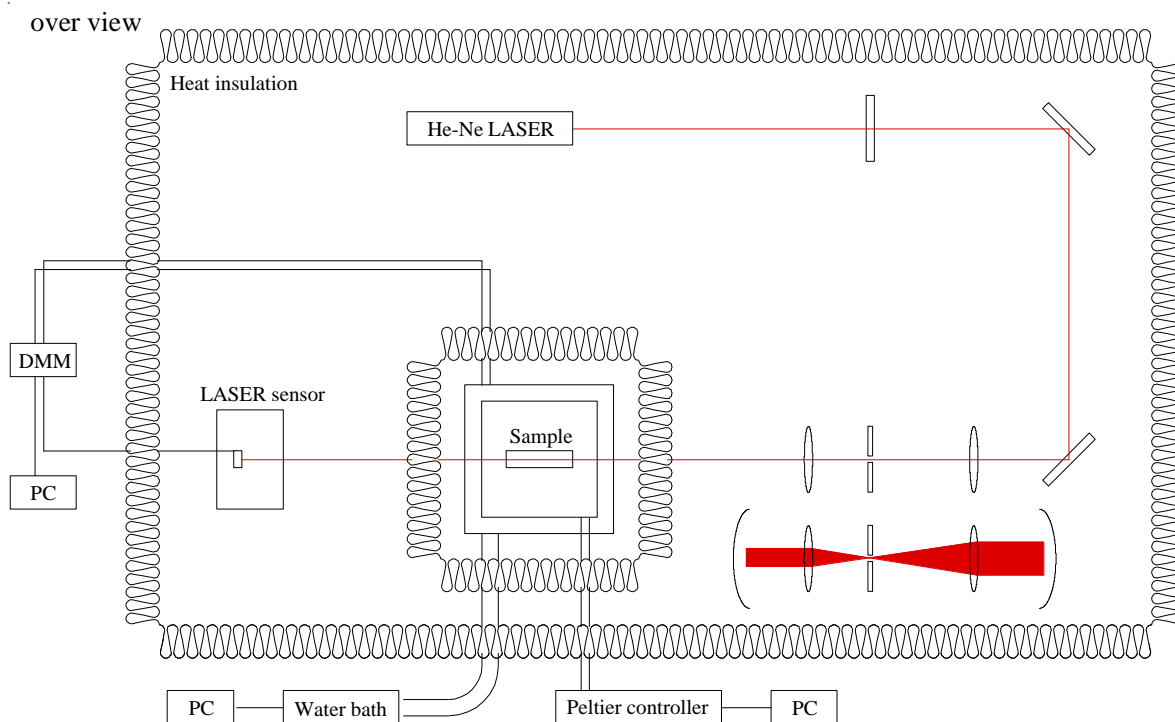 over view
Heat insulation
He-Ne LASER
DMM
LASER sensor
Sample
PC
PC
Water bath
Peltier controller
PC